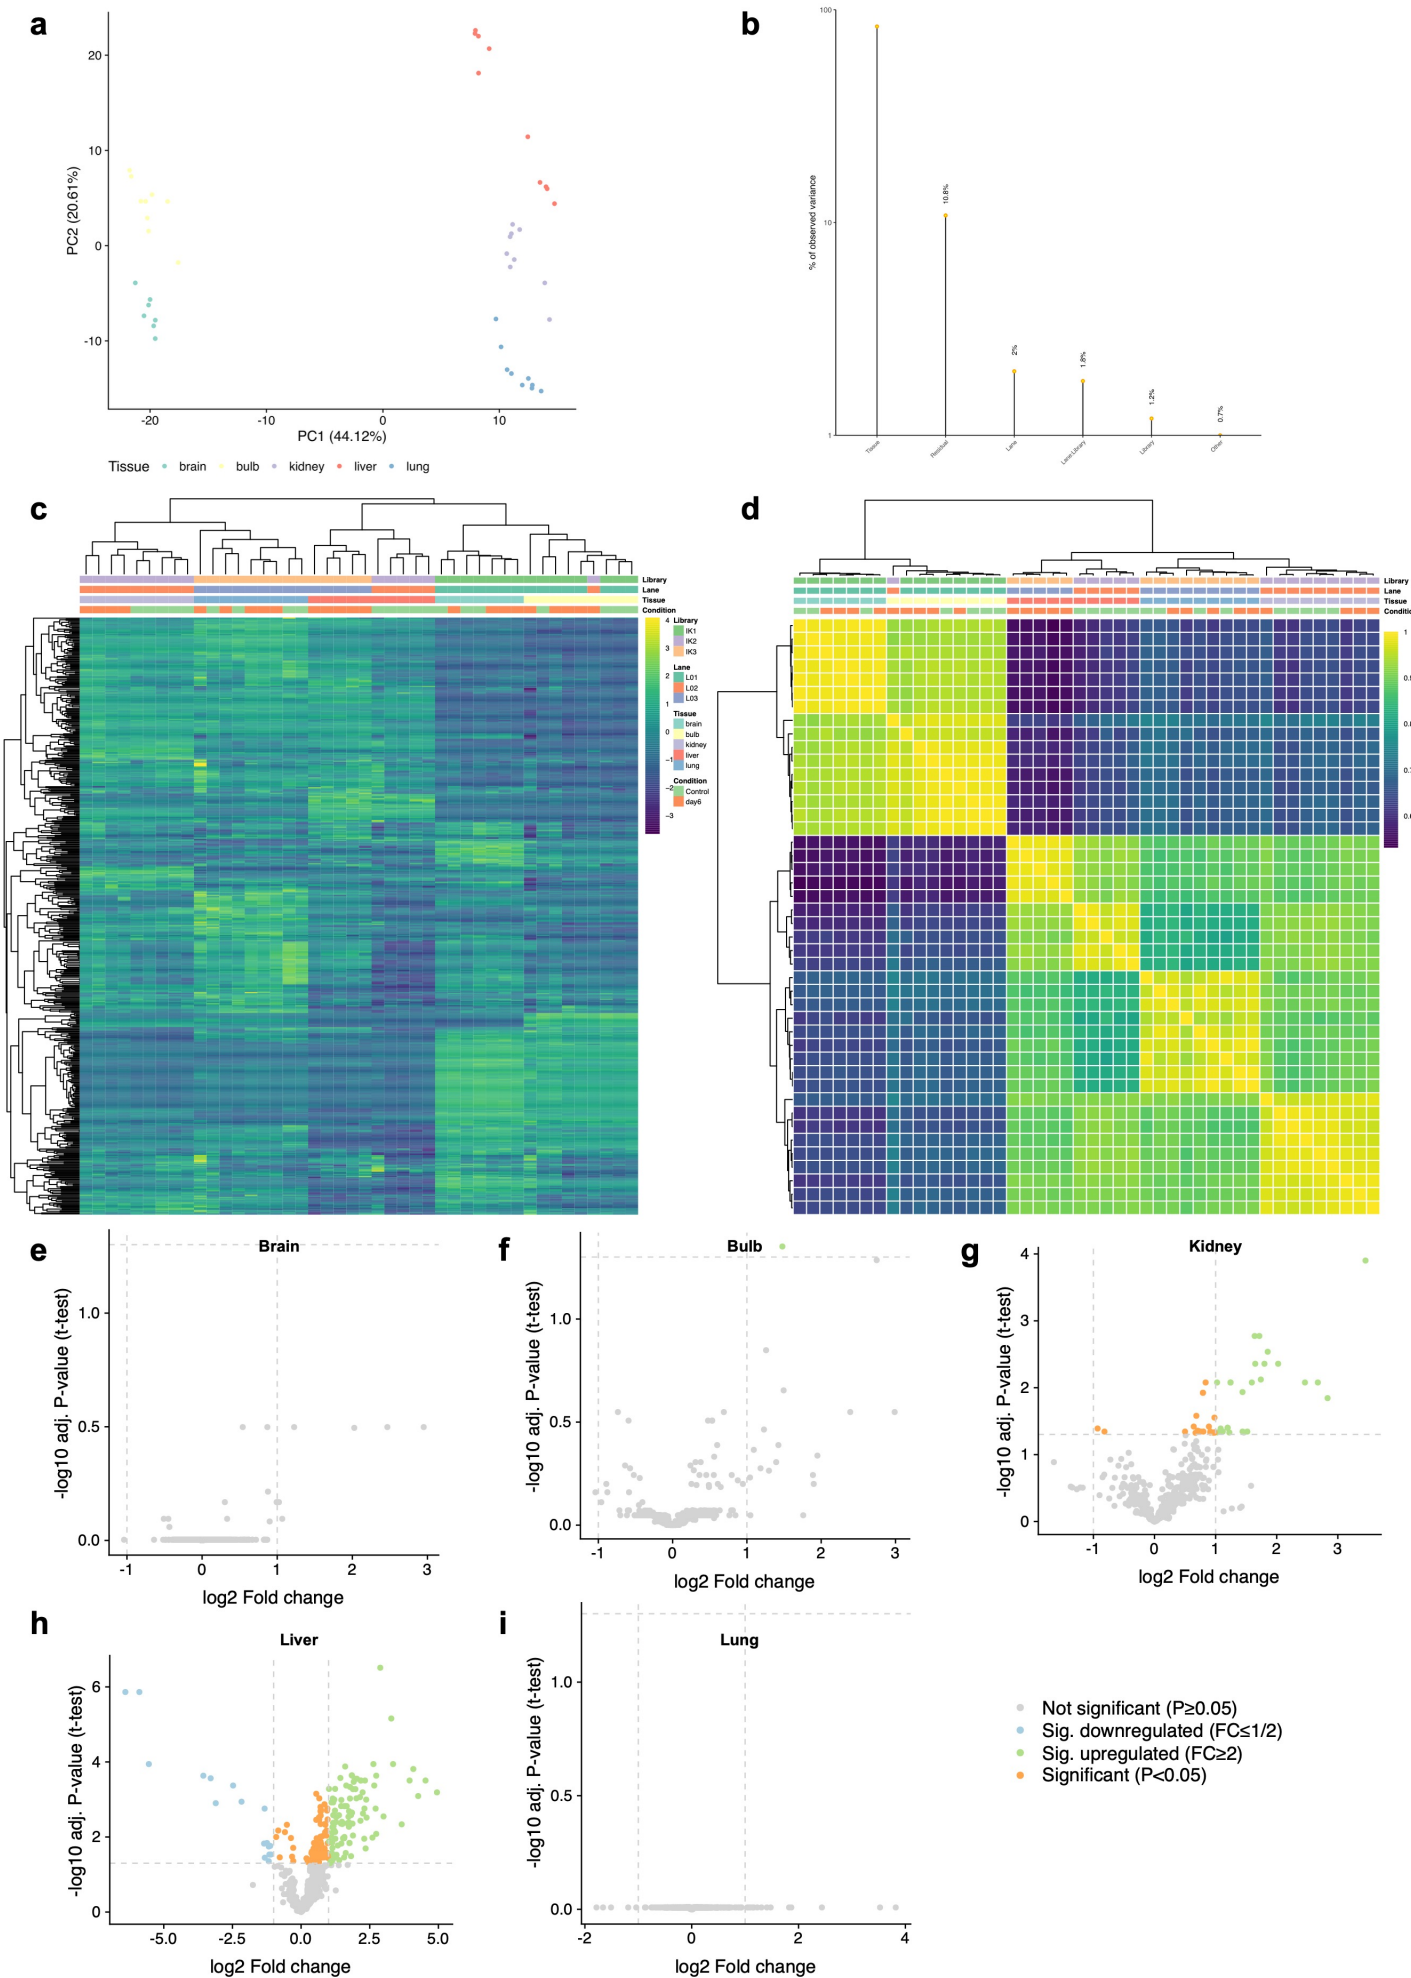 a
PC2 (20.61%)
20
10
0
-10
-20
-10
0
10
PC1 (44.12%)
Tissue brain bulb kidney liver lung
b
% of observed variance
100
10
1
10.8%
2%
1.8%
1.2%
0.7%
Tissue
Residual
Lane
Lane:Library
Library
Other
c
Library
Lane
Tissue
Condition
4
3
2
1
0
−1
−2
−3
Library
IK1
IK2
IK3
Lane
L01
L02
L03
Tissue
brain
bulb
kidney
liver
lung
Condition
Control
day6
d
Library
Lane
Tissue
Conditic
1
e
Brain
-log10 adj. P-value (t-test)
1.0
0.5
0.0
-1 0 1 2 3
log2 Fold change
f
Bulb
-log10 adj. P-value (t-test)
1.0
0.5
0.0
-1 0 1 2 3
log2 Fold change
g
Kidney
-log10 adj. P-value (t-test)
4
3
2
1
0
-1 0 1 2 3
log2 Fold change
h
Liver
-log10 adj. P-value (t-test)
6
4
2
0
-5.0 -2.5 0.0 2.5 5.0
log2 Fold change
i
Lung
-log10 adj. P-value (t-test)
1.0
0.5
0.0
-2 0 2 4
log2 Fold change
Not significant (P≥0.05)
Sig. downregulated (FC≤1/2)
Sig. upregulated (FC≥2)
Significant (P<0.05)